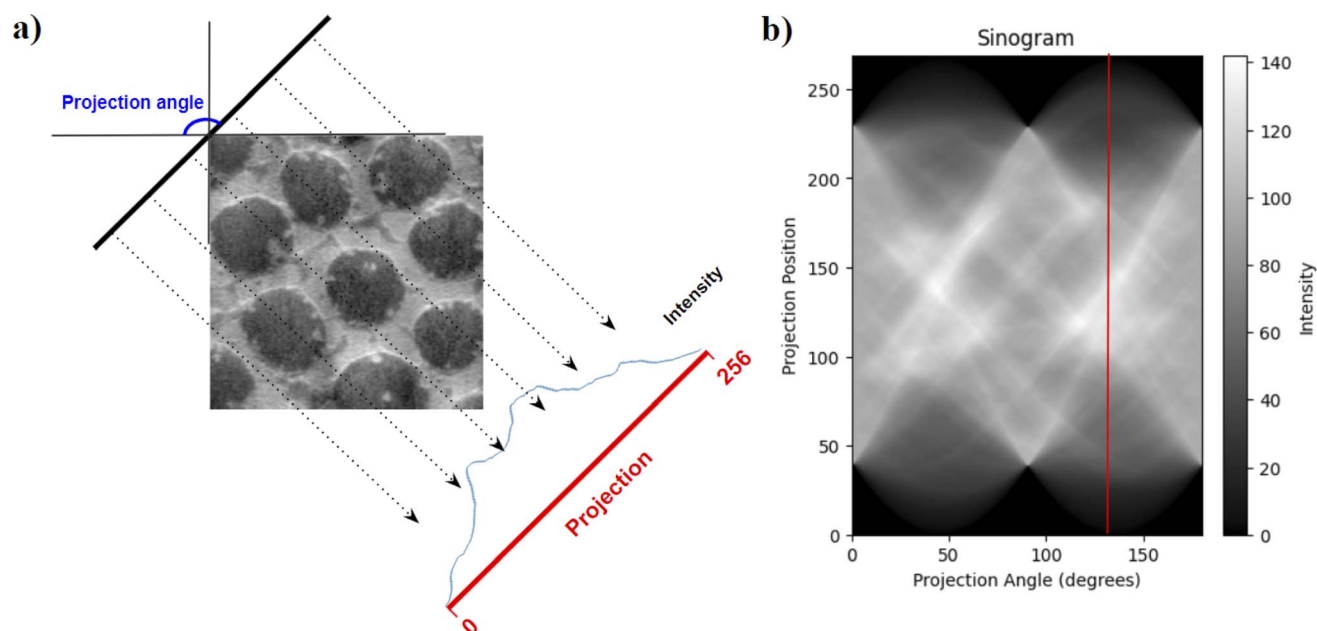 a)
Projection angle
Intensity
256
Projection
0
b)
Sinogram
Projection Position
250
200
150
100
50
0
0
50
100
150
Projection Angle (degrees)
140
120
100
80
60
40
20
0
Intensity